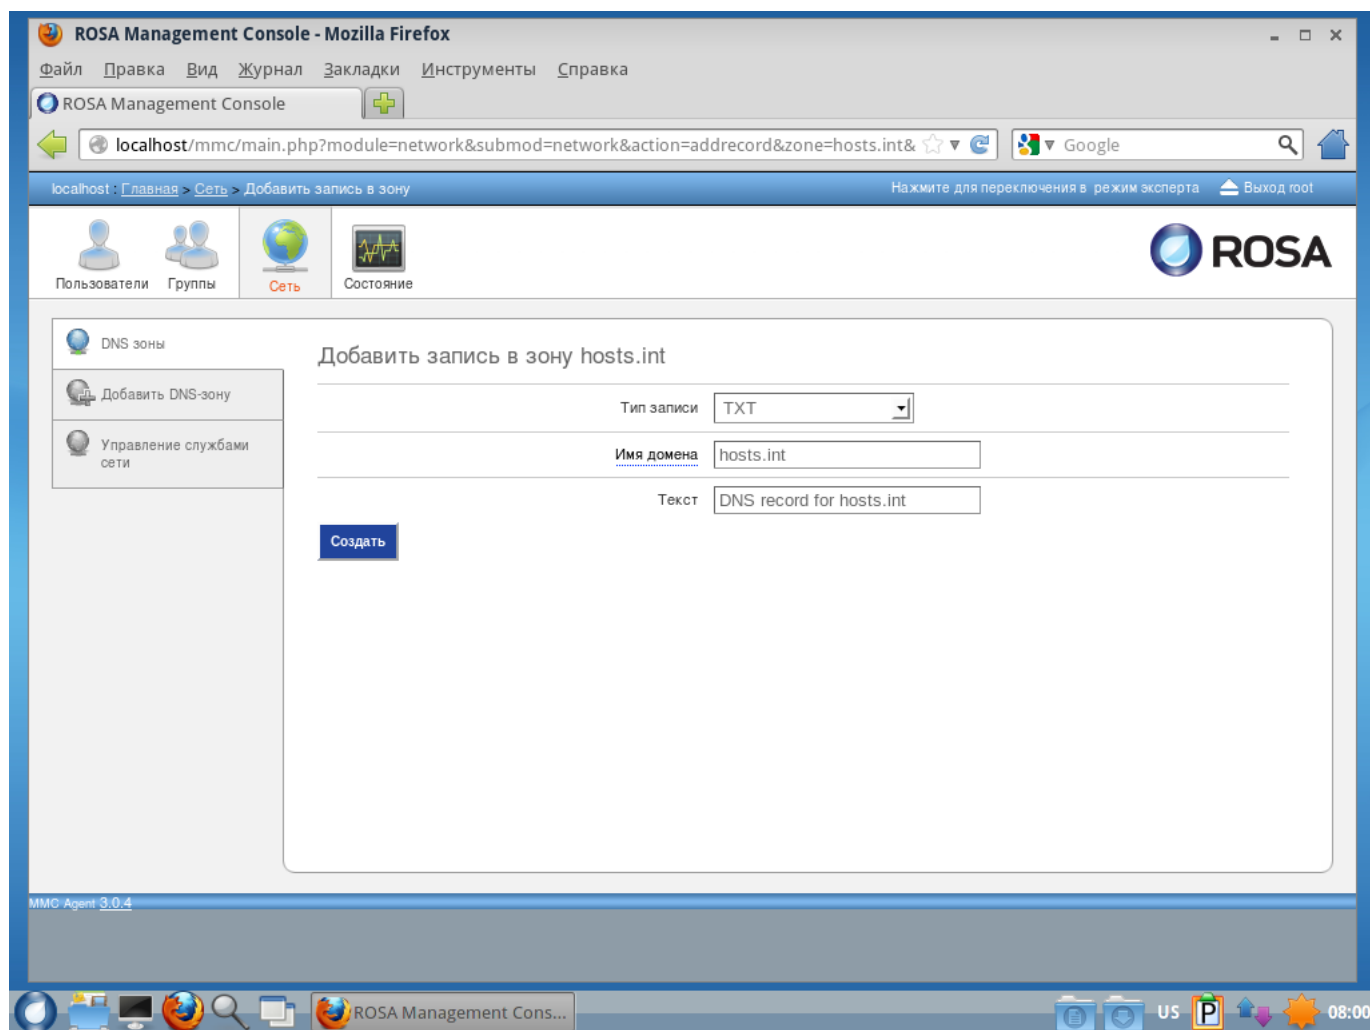 ROSA Management Console - Mozilla Firefox
Файл Правка Вид Журнал Закладки Инструменты Справка
ROSA Management Console
localhost/mmc/main.php?module=network&submod=network&action=addrecord&zone=hosts.int& Google
localhost : Главная > Сеть > Добавить запись в зону Нажмите для переключения в режим эксперта Выход root
Пользователи Группы Сеть Состояние
ROSA
DNS зоны
Добавить DNS-зону
Управление службами
сети
Добавить запись в зону hosts.int
Тип записи TXT
Имя домена hosts.int
Текст DNS record for hosts.int
Создать
MMC Agent 3.0.4
ROSA Management Cons... US P 08:00